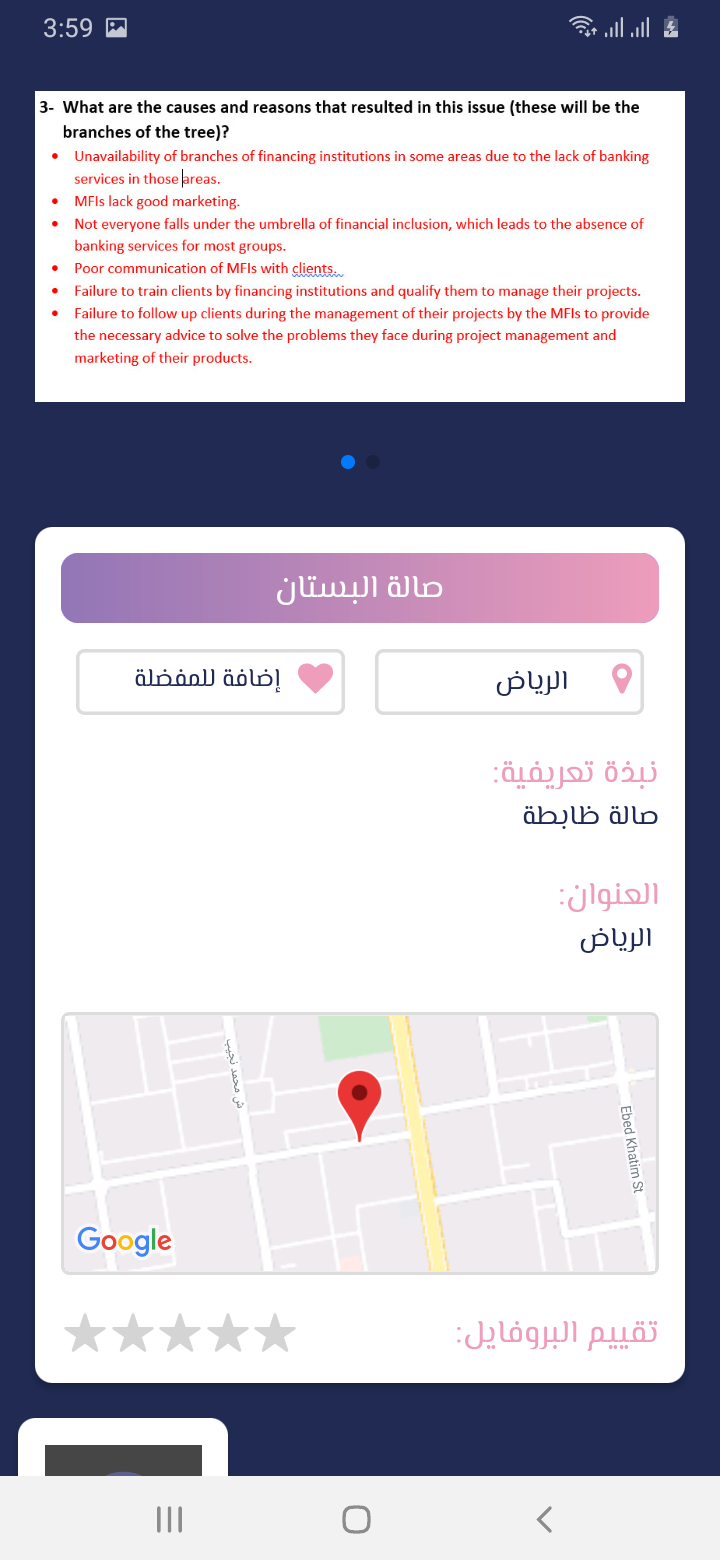 3:59
3- What are the causes and reasons that resulted in this issue (these will be the
branches of the tree)?
• Unavailability of branches of financing institutions in some areas due to the lack of banking
services in those areas.
• MFIs lack good marketing.
• Not everyone falls under the umbrella of financial inclusion, which leads to the absence of
banking services for most groups.
• Poor communication of MFIs with clients.
• Failure to train clients by financing institutions and qualify them to manage their projects.
• Failure to follow up clients during the management of their projects by the MFIs to provide
the necessary advice to solve the problems they face during project management and
marketing of their products.
صالة البستان
الرياض
إضافة للمفضلة
نبذة تعريفية:
صالة ظابطة
العنوان:
الرياض
ش محمد نجيب
Ebed Khatim St
Google
تقييم البروفايل: